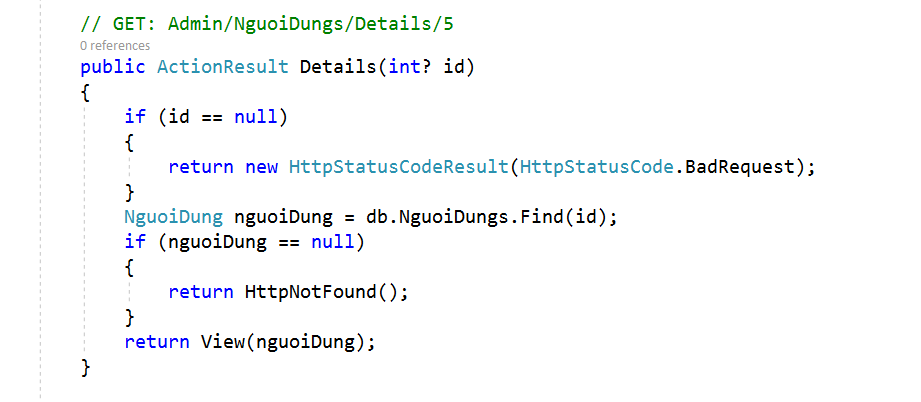 // GET: Admin/NguoiDungs/Details/5
0 references
public ActionResult Details(int? id)
{
if (id == null)
{
return new HttpStatusCodeResult(HttpStatusCode.BadRequest);
}
NguoiDung nguoiDung = db.NguoiDungs.Find(id);
if (nguoiDung == null)
{
return HttpNotFound();
}
return View(nguoiDung);
}